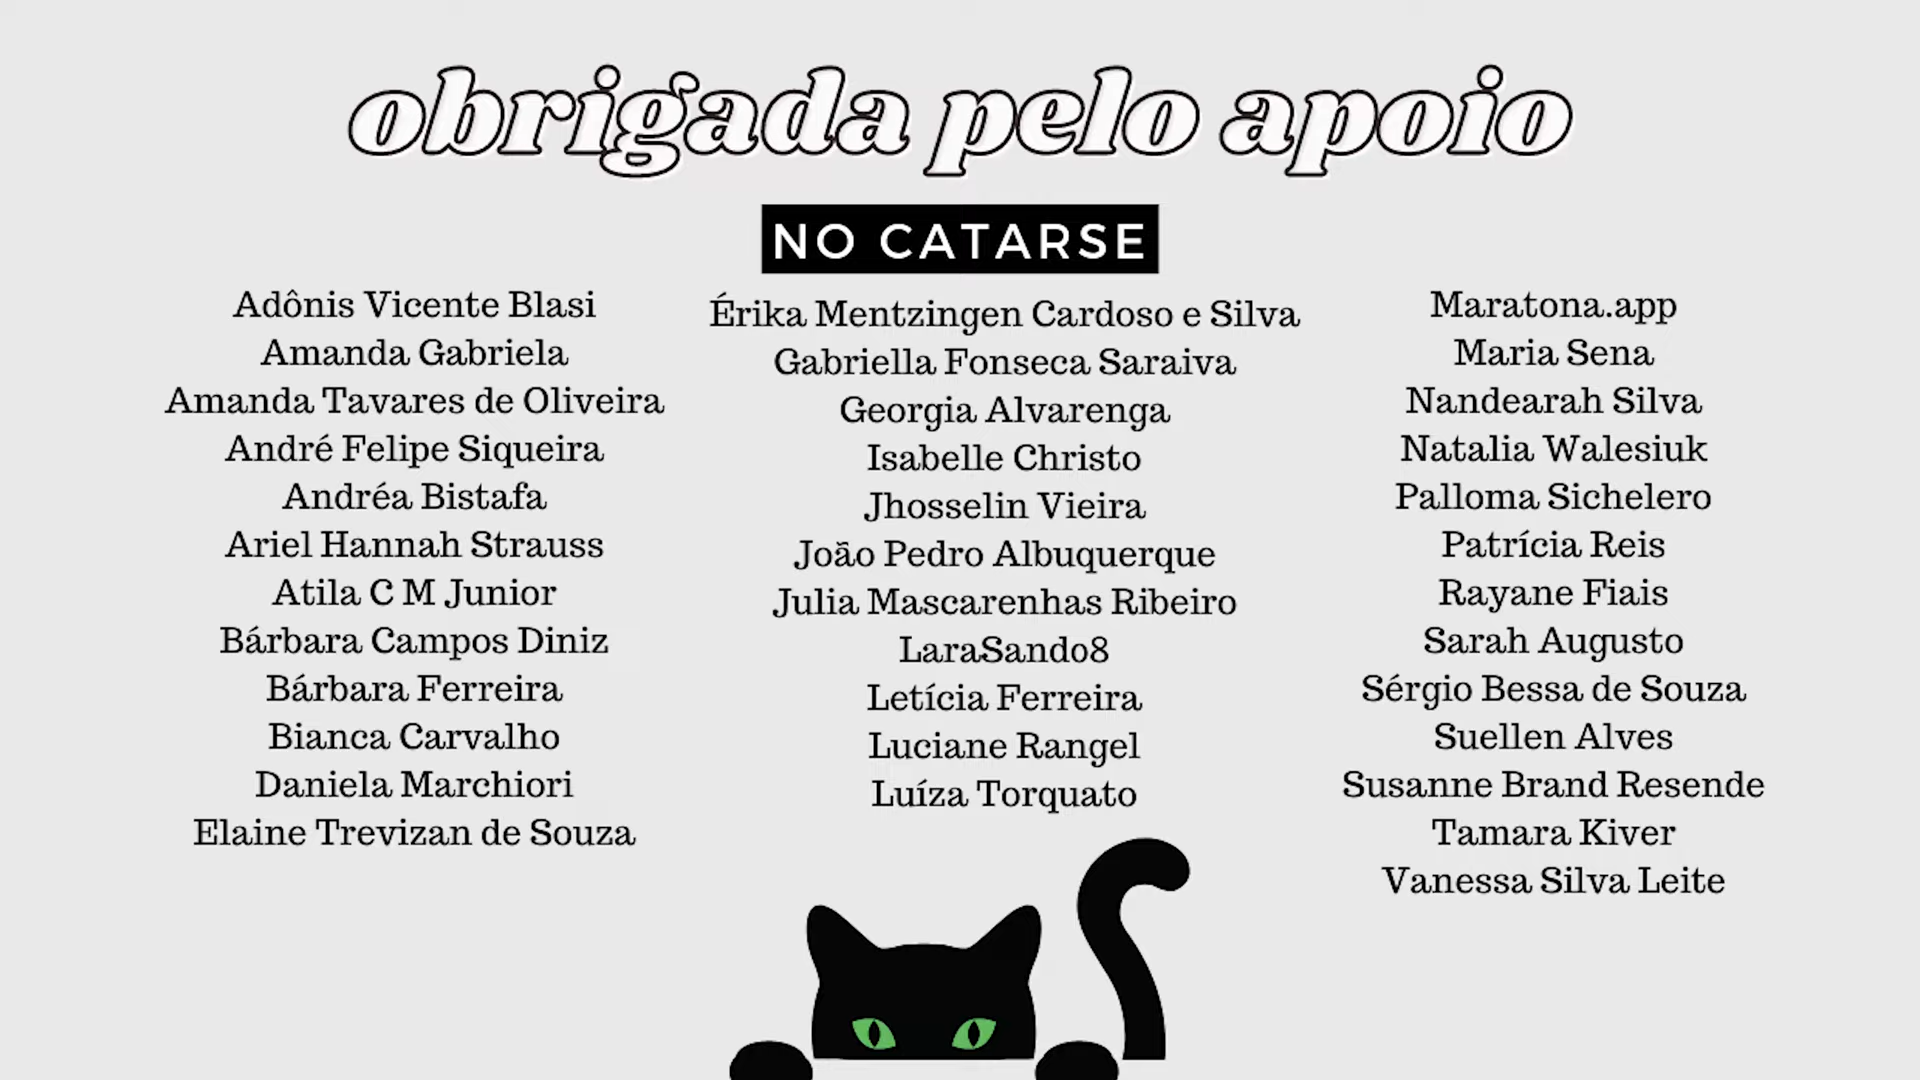 obrigada pelo apoio
NO CATARSE
Adônis Vicente Blasi
Amanda Gabriela
Amanda Tavares de Oliveira
André Felipe Siqueira
Andréa Bistafa
Ariel Hannah Strauss
Atila C M Junior
Bárbara Campos Diniz
Bárbara Ferreira
Bianca Carvalho
Daniela Marchiori
Elaine Trevizan de Souza
Érika Mentzingen Cardoso e Silva
Gabriella Fonseca Saraiva
Georgia Alvarenga
Isabelle Christo
Jhosselin Vieira
João Pedro Albuquerque
Julia Mascarenhas Ribeiro
LaraSando8
Letícia Ferreira
Luciane Rangel
Luíza Torquato
Maratona.app
Maria Sena
Nandearah Silva
Natalia Walesiuk
Palloma Sichelero
Patrícia Reis
Rayane Fiais
Sarah Augusto
Sérgio Bessa de Souza
Suellen Alves
Susanne Brand Resende
Tamara Kiver
Vanessa Silva Leite